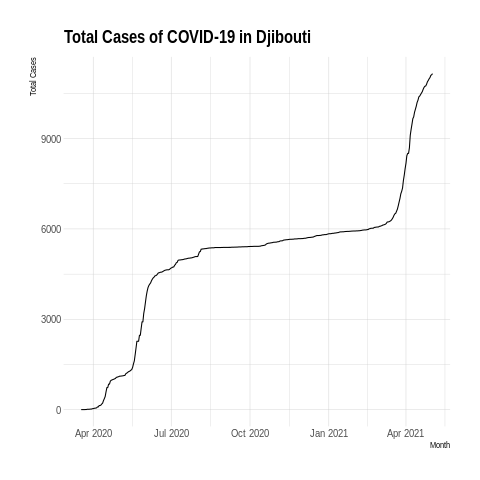 Total Cases of COVID-19 in Djibouti
Total Cases
9000
6000
3000
0
Apr 2020 Jul 2020 Oct 2020 Jan 2021 Apr 2021
Month